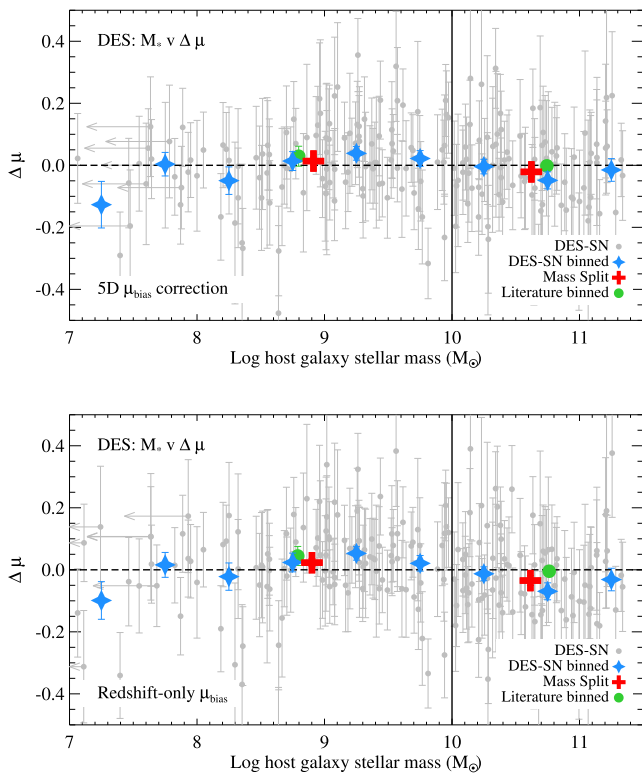 DES: M* v Δ μ
0.4
0.2
0.0
-0.2
-0.4
Δ μ
DES-SN
DES-SN binned
Mass Split
Literature binned
5D μbias correction
7 8 9 10 11
Log host galaxy stellar mass (M⊙)
DES: M* v Δ μ
0.4
0.2
0.0
-0.2
-0.4
Δ μ
DES-SN
DES-SN binned
Mass Split
Literature binned
Redshift-only μbias
7 8 9 10 11
Log host galaxy stellar mass (M⊙)